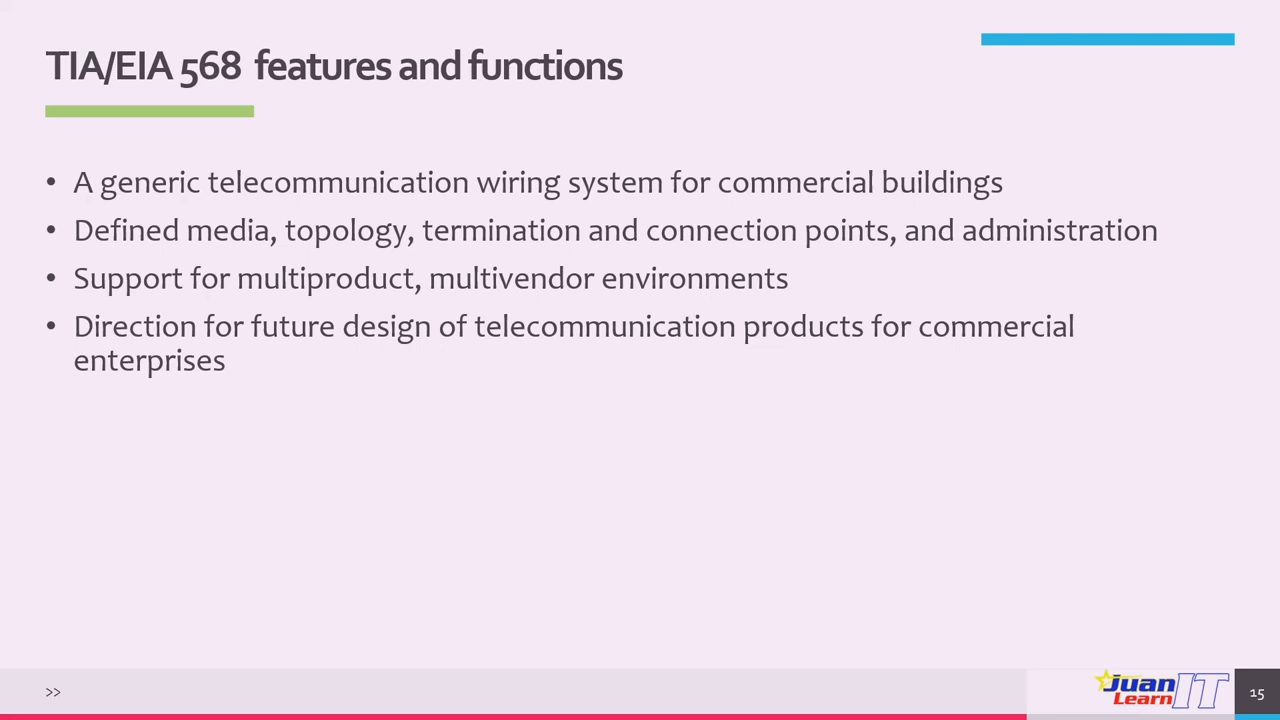 TIA/EIA 568 features and functions
• A generic telecommunication wiring system for commercial buildings
• Defined media, topology, termination and connection points, and administration
• Support for multiproduct, multivendor environments
• Direction for future design of telecommunication products for commercial
enterprises
>>
Juan
Learn IT
15